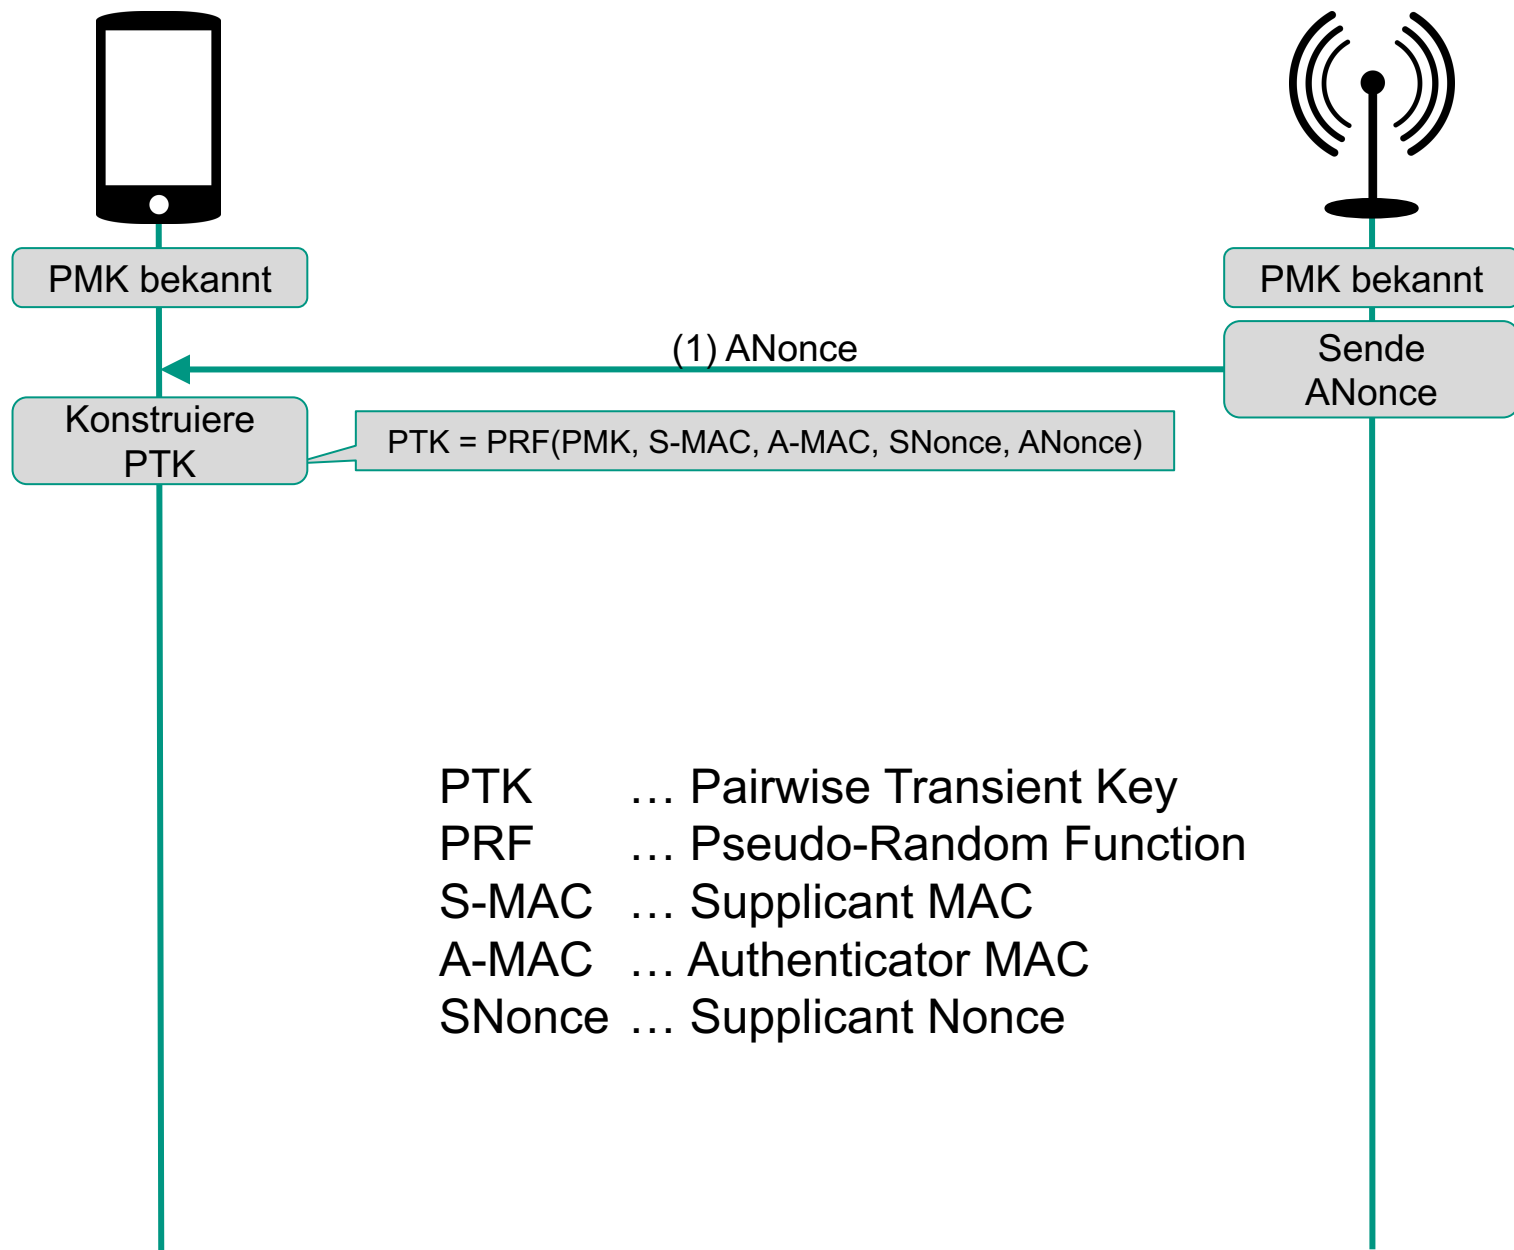 PMK bekannt
PMK bekannt
(1) ANonce
Sende
ANonce
Konstruiere
PTK
PTK = PRF(PMK, S-MAC, A-MAC, SNonce, ANonce)
PTK … Pairwise Transient Key
PRF … Pseudo-Random Function
S-MAC … Supplicant MAC
A-MAC … Authenticator MAC
SNonce … Supplicant Nonce